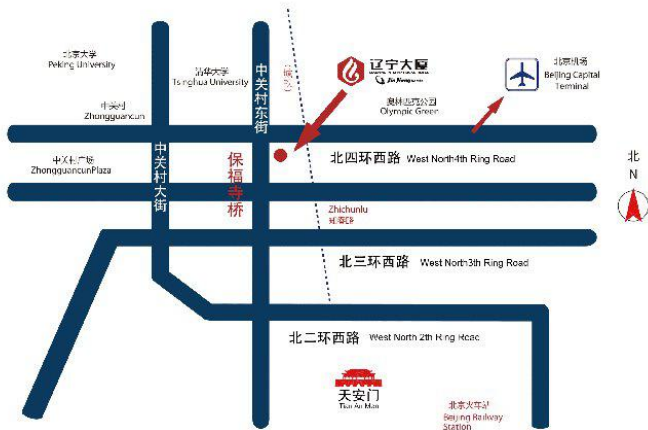 北京大学
Peking University
清华大学
Tsinghua University
中关村东街
(城铁)
辽宁大厦
北京机场
Beijing Capital
Terminal
中关村
Zhongguancun
奥林匹克公园
Olympic Green
中关村广场
ZhongguancunPlaza
中关村大街
保福寺桥
北四环西路 West North4th Ring Road
北
N
Zhichunlu
知春路
北三环西路 West North3th Ring Road
北二环西路 West North 2th Ring Road
天安门
Tian An Men
北京火车站
Beijing Railway
Station